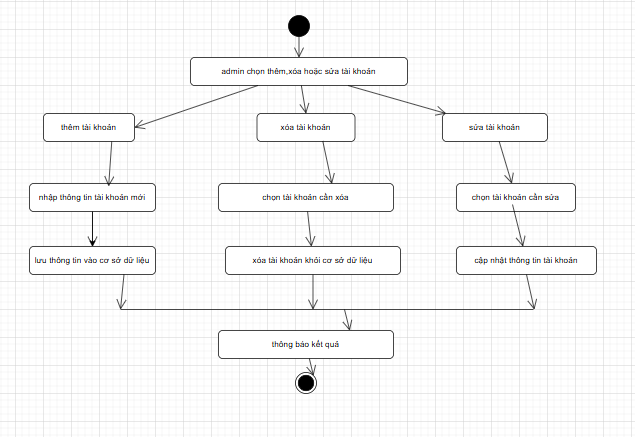 admin chọn thêm,xóa hoặc sửa tài khoản
thêm tài khoản
xóa tài khoản
sửa tài khoản
nhập thông tin tài khoản mới
chọn tài khoản cần xóa
chọn tài khoản cần sửa
lưu thông tin vào cơ sở dữ liệu
xóa tài khoản khỏi cơ sở dữ liệu
cập nhật thông tin tài khoản
thông báo kết quả